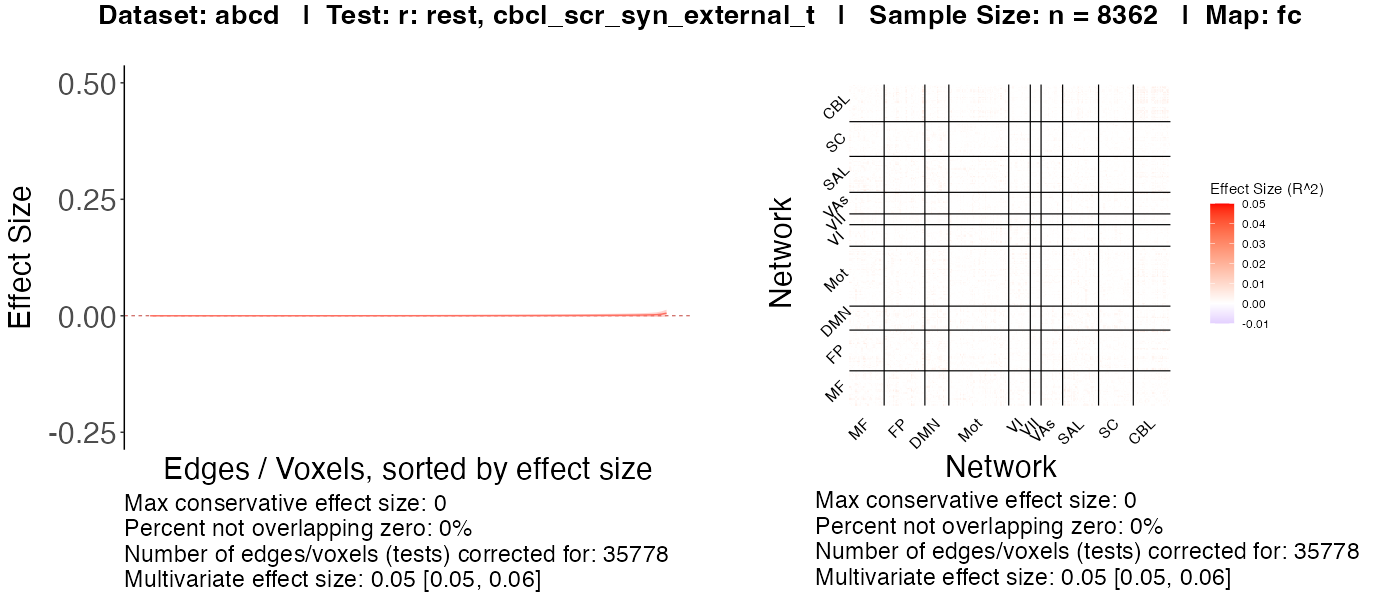 Dataset: abcd | Test: r: rest, cbcl_scr_syn_external_t | Sample Size: n = 8362 | Map: fc
Effect Size
0.50
0.25
0.00
-0.25
Edges / Voxels, sorted by effect size
Max conservative effect size: 0
Percent not overlapping zero: 0%
Number of edges/voxels (tests) corrected for: 35778
Multivariate effect size: 0.05 [0.05, 0.06]
Network
CBL
SC
SAL
VAs
VII
VI
Mot
DMN
FP
MF
MF
FP
DMN
Mot
VI
VII
VAs
SAL
SC
CBL
Network
Max conservative effect size: 0
Percent not overlapping zero: 0%
Number of edges/voxels (tests) corrected for: 35778
Multivariate effect size: 0.05 [0.05, 0.06]
Effect Size (R^2)
0.05
0.04
0.03
0.02
0.01
0.00
-0.01